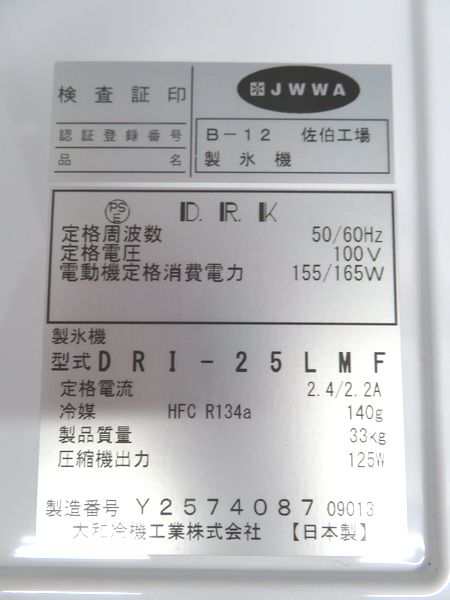 検査証印
JWWA
認証登録番号 B-12 佐伯工場
品名 製氷機
PSE D.R.K
定格周波数 50/60Hz
定格電圧 100V
電動機定格消費電力 155/165W
製氷機
型式 DRI-25LMF
定格電流 2.4/2.2A
冷媒 HFC R134a 140g
製品質量 33kg
圧縮機出力 125W
製造番号 Y2574087 09013
大和冷機工業株式会社 【日本製】